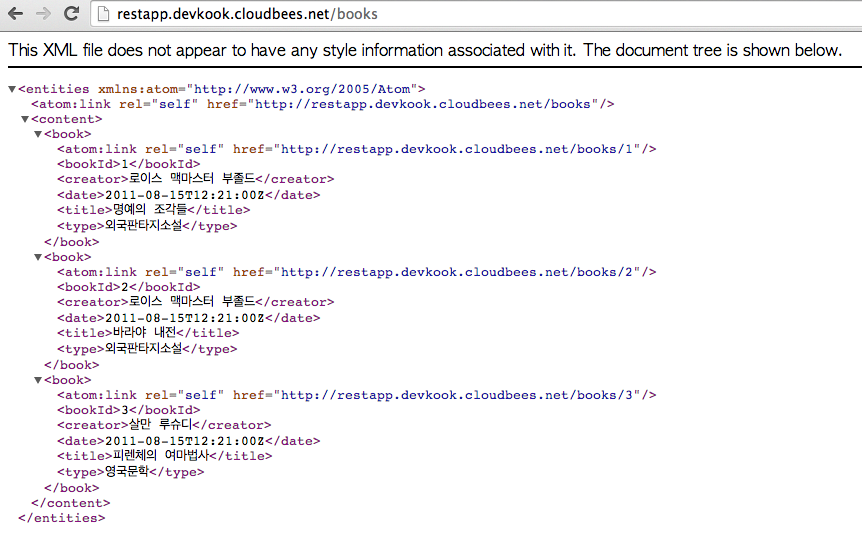 restapp.devkook.cloudbees.net/books
This XML file does not appear to have any style information associated with it. The document tree is shown below.
▼<entities xmlns:atom="http://www.w3.org/2005/Atom">
<atom:link rel="self" href="http://restapp.devkook.cloudbees.net/books"/>
▼<content>
▼<book>
<atom:link rel="self" href="http://restapp.devkook.cloudbees.net/books/1"/>
<bookId>1</bookId>
<creator>로이스 맥마스터 부졸드</creator>
<date>2011-08-15T12:21:00Z</date>
<title>명예의 조각들</title>
<type>외국판타지소설</type>
</book>
▼<book>
<atom:link rel="self" href="http://restapp.devkook.cloudbees.net/books/2"/>
<bookId>2</bookId>
<creator>로이스 맥마스터 부졸드</creator>
<date>2011-08-15T12:21:00Z</date>
<title>바라야 내전</title>
<type>외국판타지소설</type>
</book>
▼<book>
<atom:link rel="self" href="http://restapp.devkook.cloudbees.net/books/3"/>
<bookId>3</bookId>
<creator>살만 루슈디</creator>
<date>2011-08-15T12:21:00Z</date>
<title>피렌체의 여마법사</title>
<type>영국문학</type>
</book>
</content>
</entities>